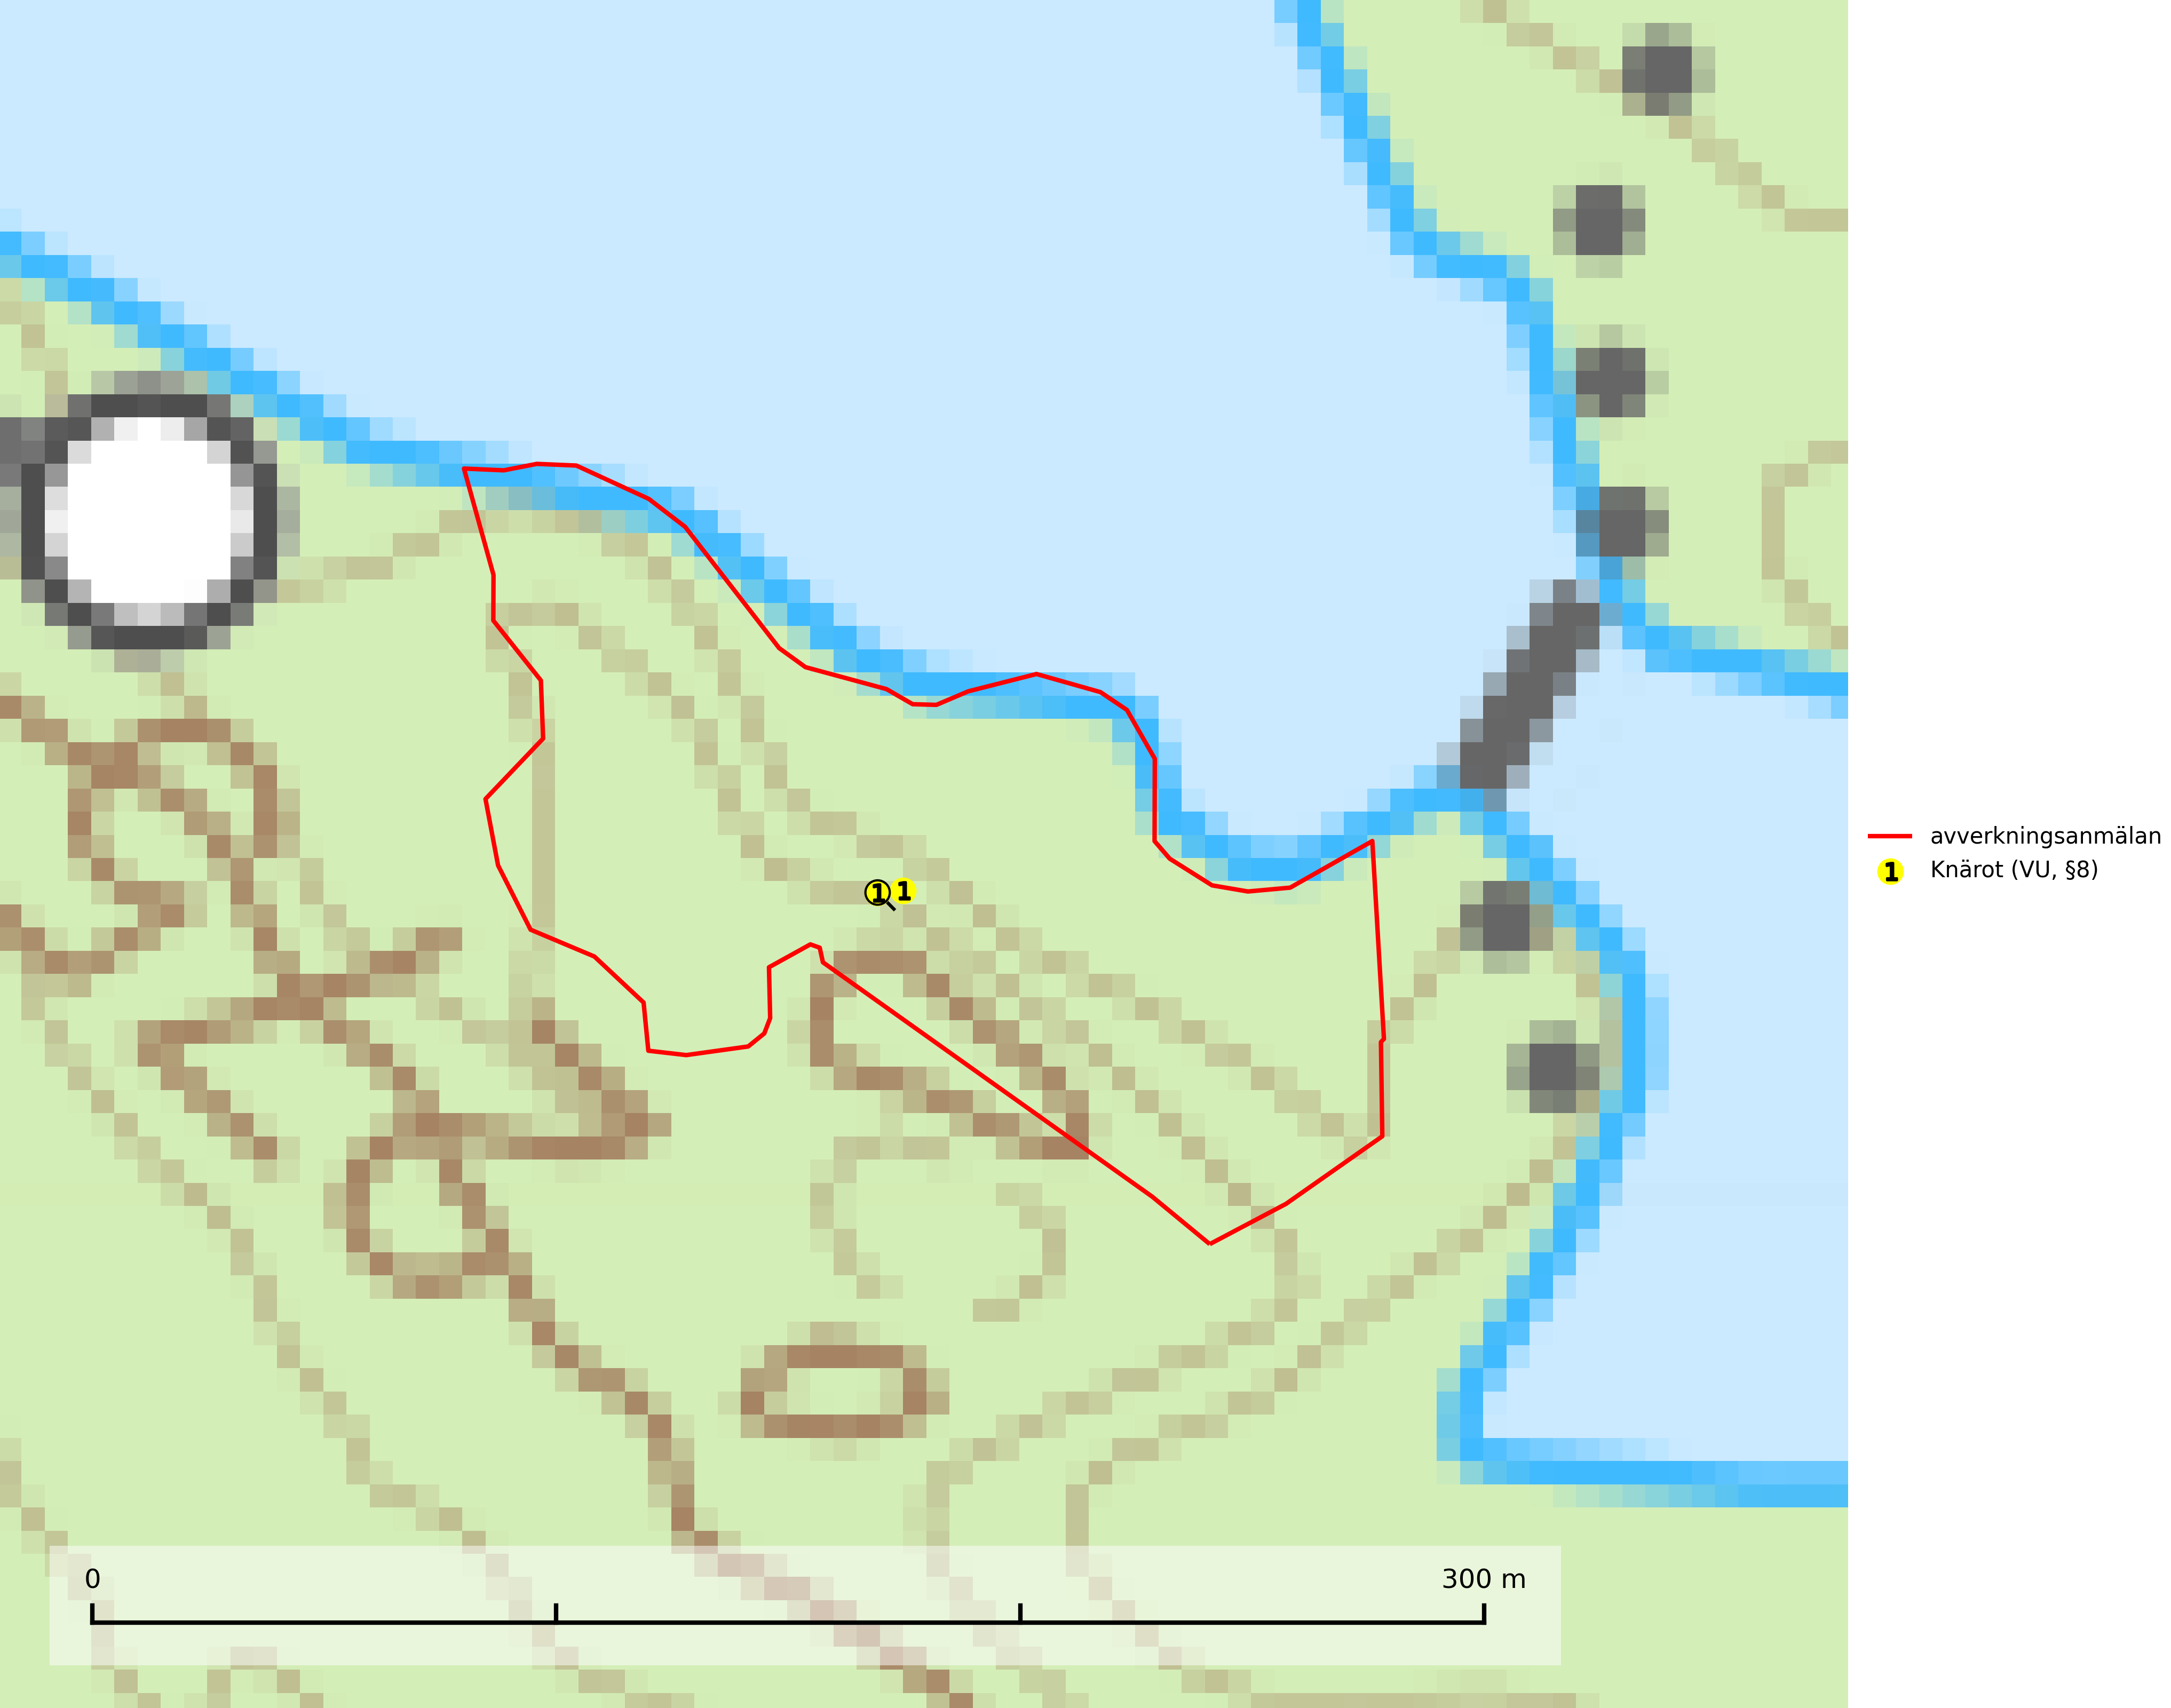 avverkningsanmälan
1 Knärot (VU, §8)
1 1
0 300 m